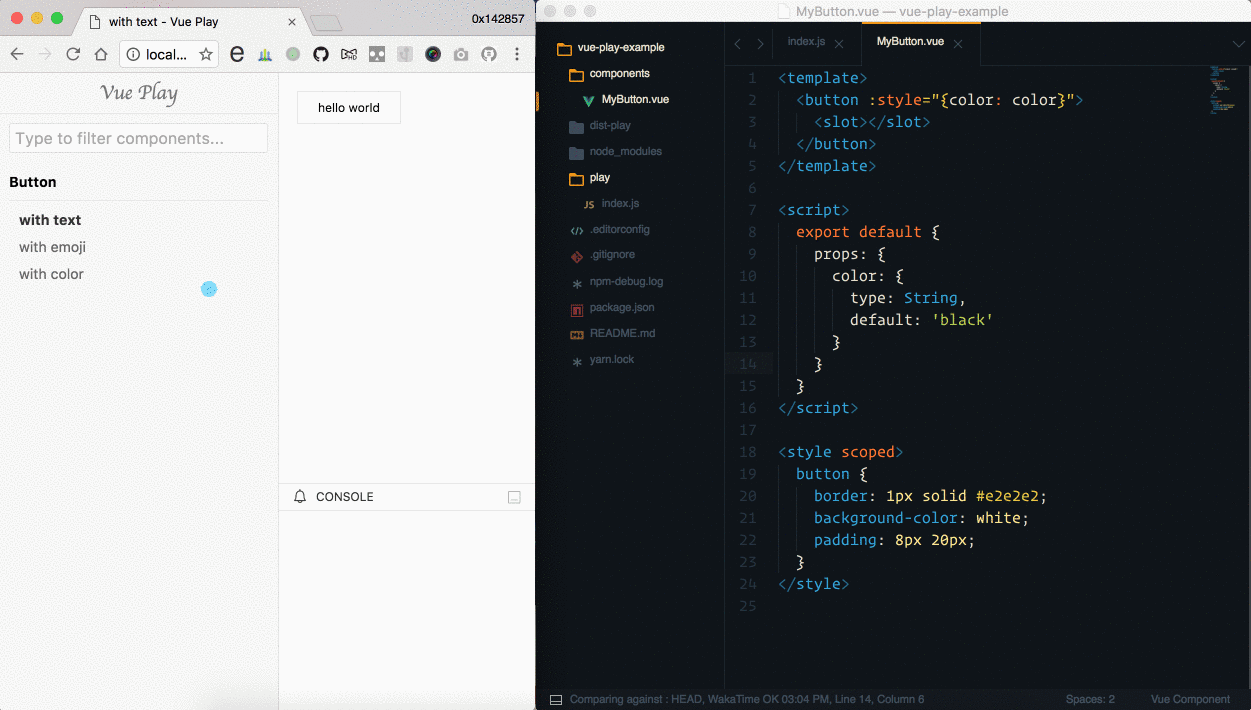 with text - Vue Play
0x142857
local...
Vue Play
Type to filter components...
Button
with text
with emoji
with color
hello world
CONSOLE
MyButton.vue — vue-play-example
vue-play-example
components
MyButton.vue
dist-play
node_modules
play
JS index.js
.editorconfig
.gitignore
npm-debug.log
package.json
README.md
yarn.lock
index.js
MyButton.vue
1 <template>
2 <button :style="{color: color}">
3 <slot></slot>
4 </button>
5 </template>
6
7 <script>
8 export default {
9 props: {
10 color: {
11 type: String,
12 default: 'black'
13 }
14 }
15 }
16 </script>
17
18 <style scoped>
19 button {
20 border: 1px solid #e2e2e2;
21 background-color: white;
22 padding: 8px 20px;
23 }
24 </style>
25
Comparing against : HEAD, WakaTime OK 03:04 PM, Line 14, Column 6
Spaces: 2
Vue Component